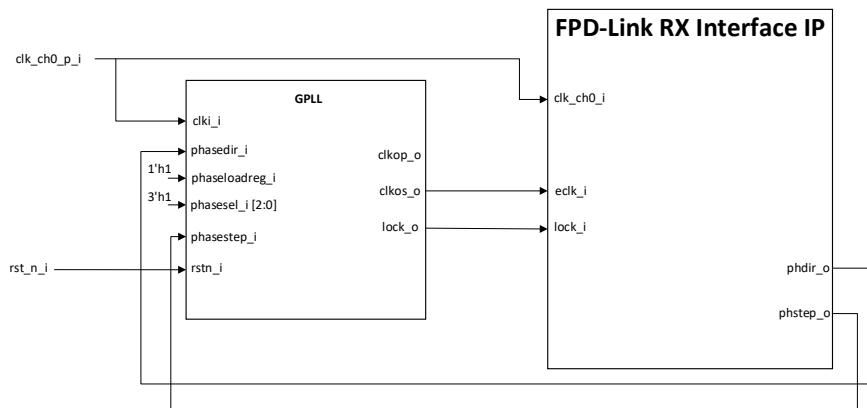 FPD-Link RX Interface IP
clk_ch0_p_i
GPLL
clk_ch0_i
clki_i
phasedir_i
clkop_o
1'h1
phaseloadreg_i
clkos_o
eclk_i
3'h1
phasesel_i [2:0]
lock_o
lock_i
phasestep_i
rst_n_i
rstn_i
phdir_o
phstep_o